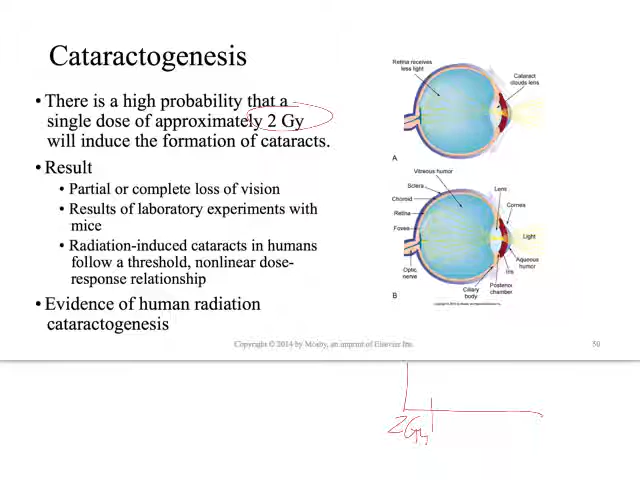 Cataractogenesis
• There is a high probability that a
single dose of approximately 2 Gy
will induce the formation of cataracts.
• Result
• Partial or complete loss of vision
• Results of laboratory experiments with
mice
• Radiation-induced cataracts in humans
follow a threshold, nonlinear dose-
response relationship
• Evidence of human radiation
cataractogenesis
Retina receives
less light
Cataract
clouds lens
A
Vitreous humor
Sclera
Choroid
Retina
Fovea
Optic
nerve
Lens
Cornea
Light
Aqueous
humor
Iris
Posterior
chamber
Ciliary
body
B
Copyright © 2014 by Mosby, an imprint of Elsevier Inc.
50
2Gy